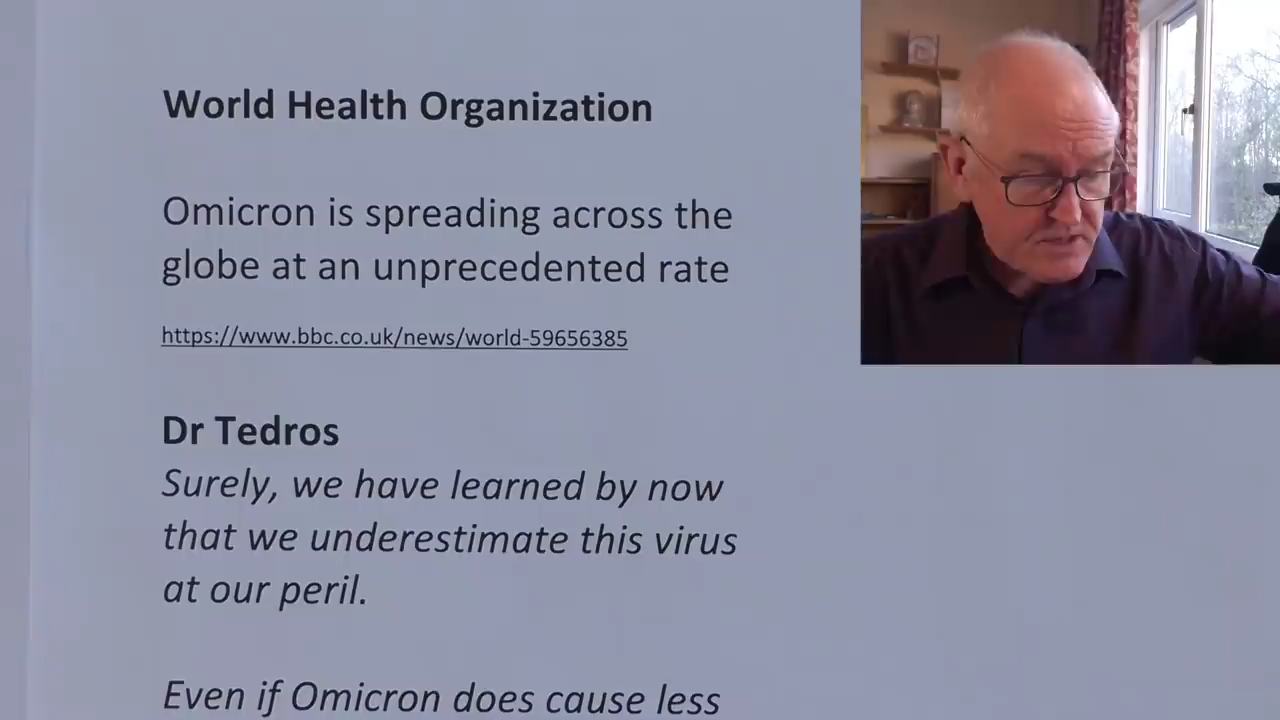 World Health Organization
Omicron is spreading across the
globe at an unprecedented rate
https://www.bbc.co.uk/news/world-59656385
Dr Tedros
Surely, we have learned by now
that we underestimate this virus
at our peril.
Even if Omicron does cause less